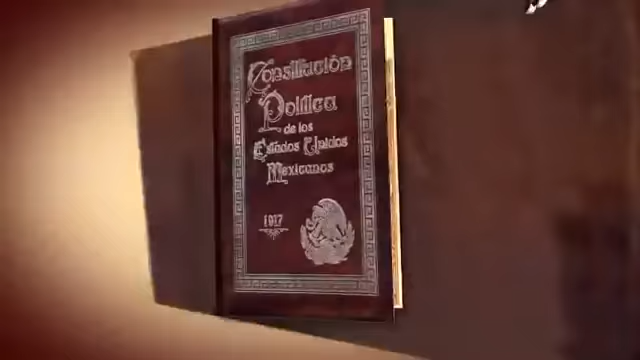 Constitución
Política
de los
Estados Unidos
Mexicanos
1917